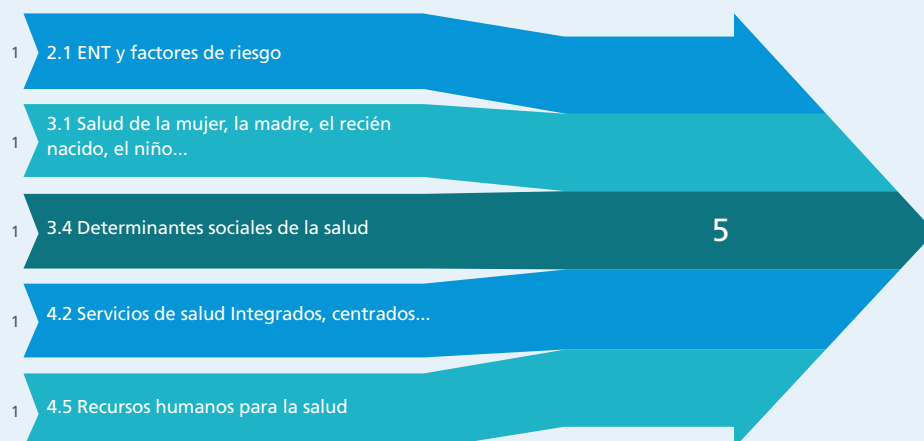 1
2.1 ENT y factores de riesgo
1
3.1 Salud de la mujer, la madre, el recién
nacido, el niño...
1
3.4 Determinantes sociales de la salud
5
1
4.2 Servicios de salud Integrados, centrados...
1
4.5 Recursos humanos para la salud